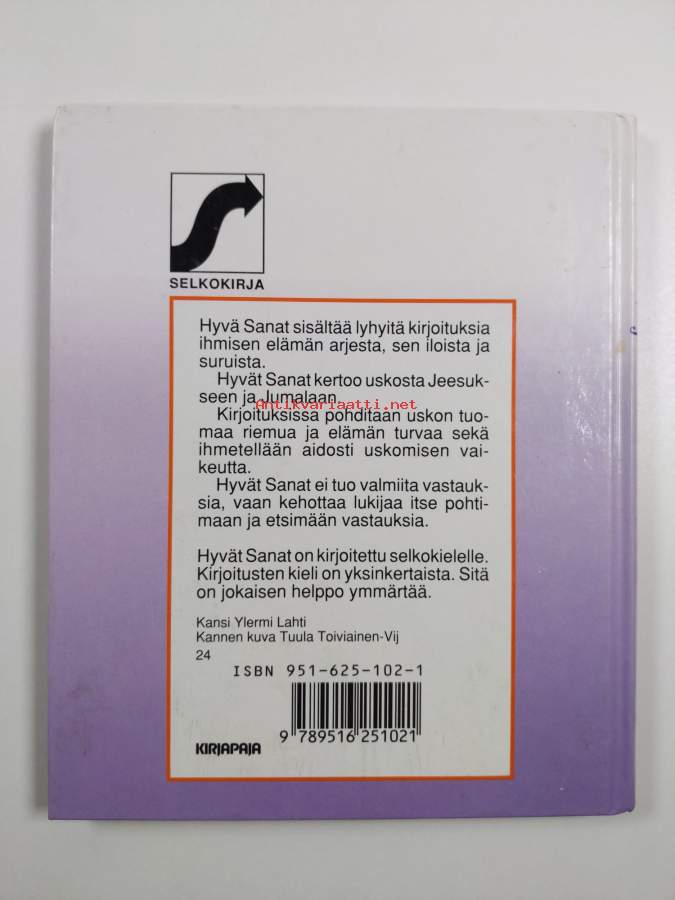 SELKOKIRJA
Hyvä Sanat sisältää lyhyitä kirjoituksia
ihmisen elämän arjesta, sen iloista ja
suruista.
Hyvät Sanat kertoo uskosta Jeesuk-
seen ja Jumalaan.
Antikvariaatti.net
Kirjoituksissa pohditaan uskon tuo-
maa riemua ja elämän turvaa sekä
ihmetellään aidosti uskomisen vai-
keutta.
Hyvät Sanat ei tuo valmiita vastauk-
sia, vaan kehottaa lukijaa itse pohti-
maan ja etsimään vastauksia.
Hyvät Sanat on kirjoitettu selkokielelle.
Kirjoitusten kieli on yksinkertaista. Sitä
on jokaisen helppo ymmärtää.
Kansi Ylermi Lahti
Kannen kuva Tuula Toiviainen-Vij
24
ISBN 951-625-102-1
9 789516 251021
KIRJAPAJA